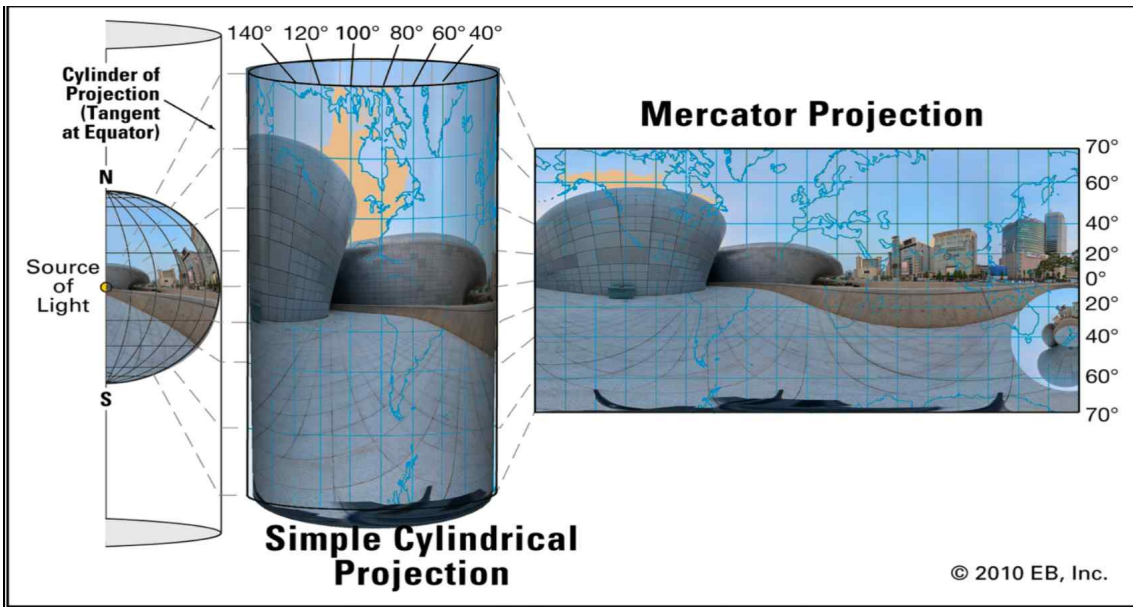 140° 120° 100° 80° 60° 40°
Cylinder of
Projection
(Tangent
at Equator)
N
Source
of
Light
S
Simple Cylindrical
Projection
Mercator Projection
70°
60°
40°
20°
0°
20°
40°
60°
70°
© 2010 EB, Inc.